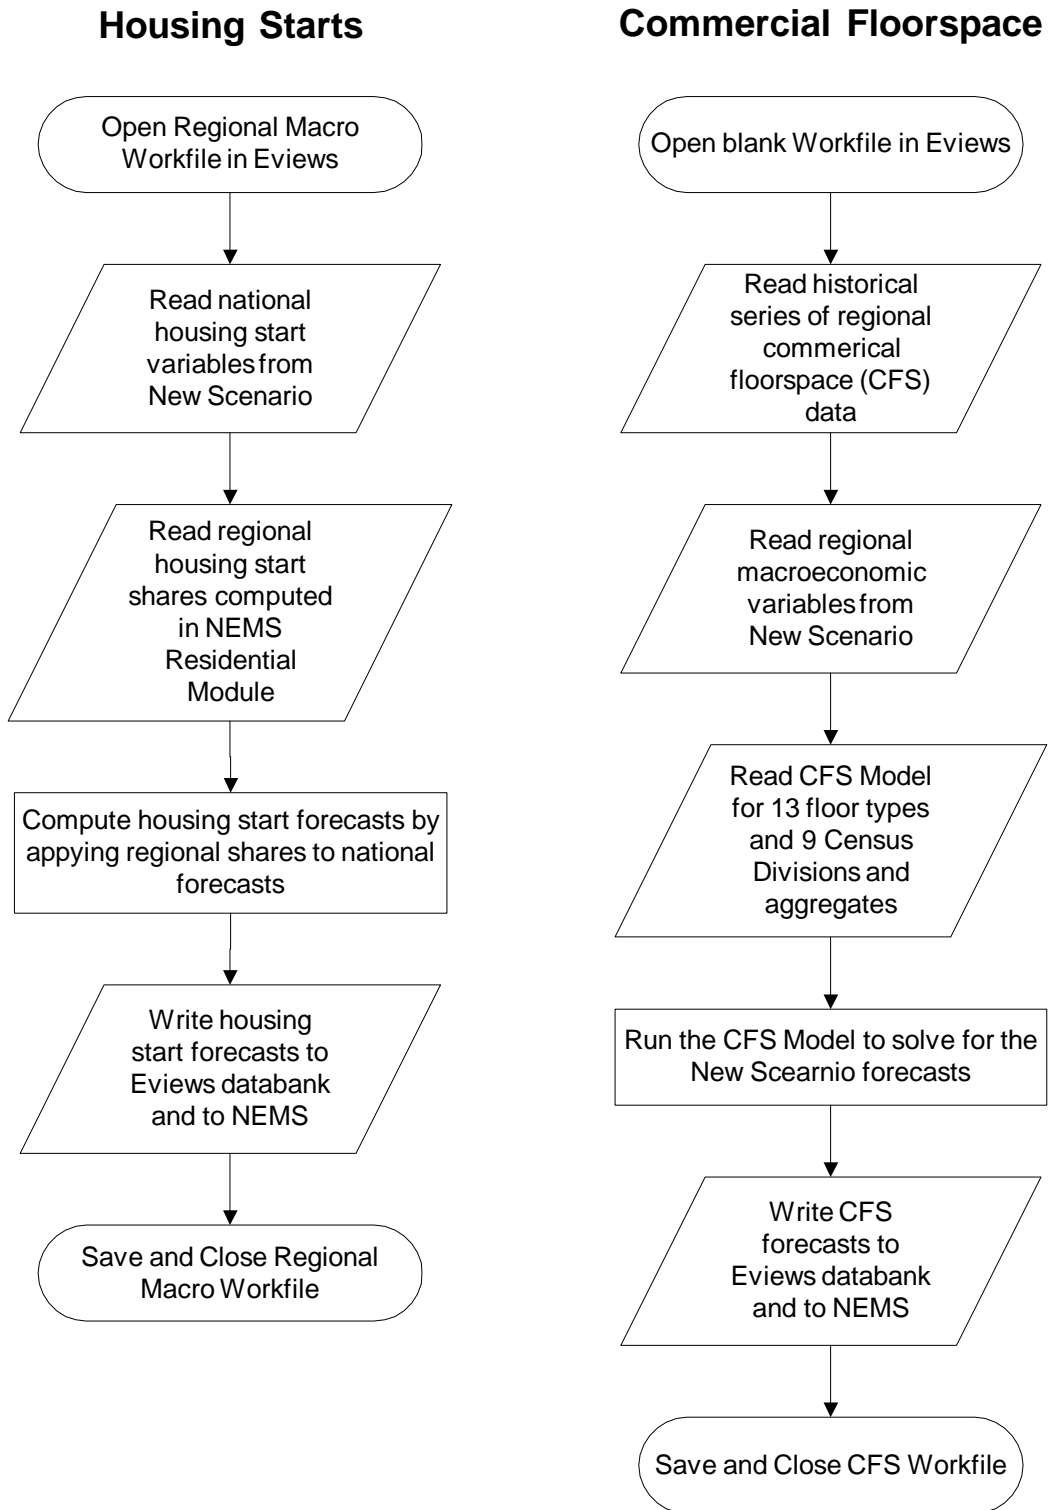 Housing Starts
Open Regional Macro
Workfile in Eviews
Read national
housing start
variables from
New Scenario
Read regional
housing start
shares computed
in NEMS
Residential
Module
Compute housing start forecasts by
appying regional shares to national
forecasts
Write housing
start forecasts to
Eviews databank
and to NEMS
Save and Close Regional
Macro Workfile
Commercial Floorspace
Open blank Workfile in Eviews
Read historical
series of regional
commerical
floorspace (CFS)
data
Read regional
macroeconomic
variables from
New Scenario
Read CFS Model
for 13 floor types
and 9 Census
Divisions and
aggregates
Run the CFS Model to solve for the
New Scearnio forecasts
Write CFS
forecasts to
Eviews databank
and to NEMS
Save and Close CFS Workfile